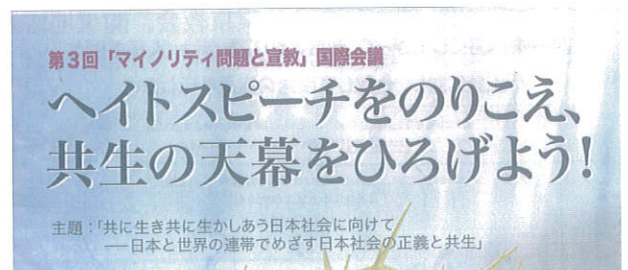 第3回「マイノリティ問題と宣教」国際会議
ヘイトスピーチをのりこえ、
共生の天幕をひろげよう!
主題:「共に生き共に生かしあう日本社会に向けて
――日本と世界の連帯でめざす日本社会の正義と共生」